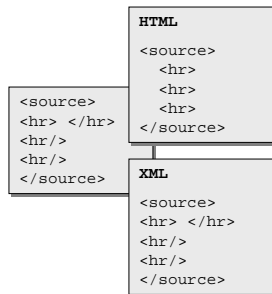 <source>
<hr> </hr>
<hr/>
<hr/>
</source>
HTML
<source>
<hr>
<hr>
<hr>
</source>
XML
<source>
<hr> </hr>
<hr/>
<hr/>
</source>